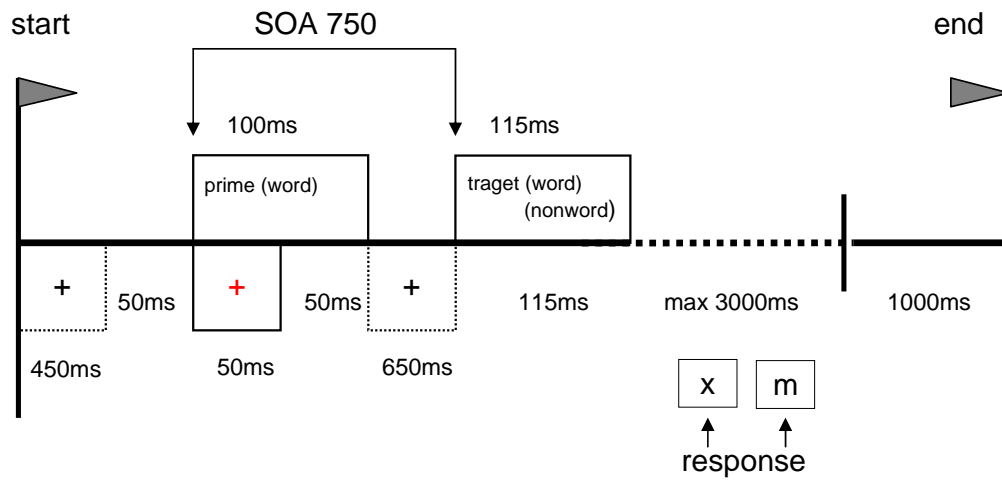 start
SOA 750
end
100ms
115ms
prime (word)
traget (word)
(nonword)
+
+
+
50ms
50ms
115ms
max 3000ms
1000ms
450ms
50ms
650ms
x
m
response